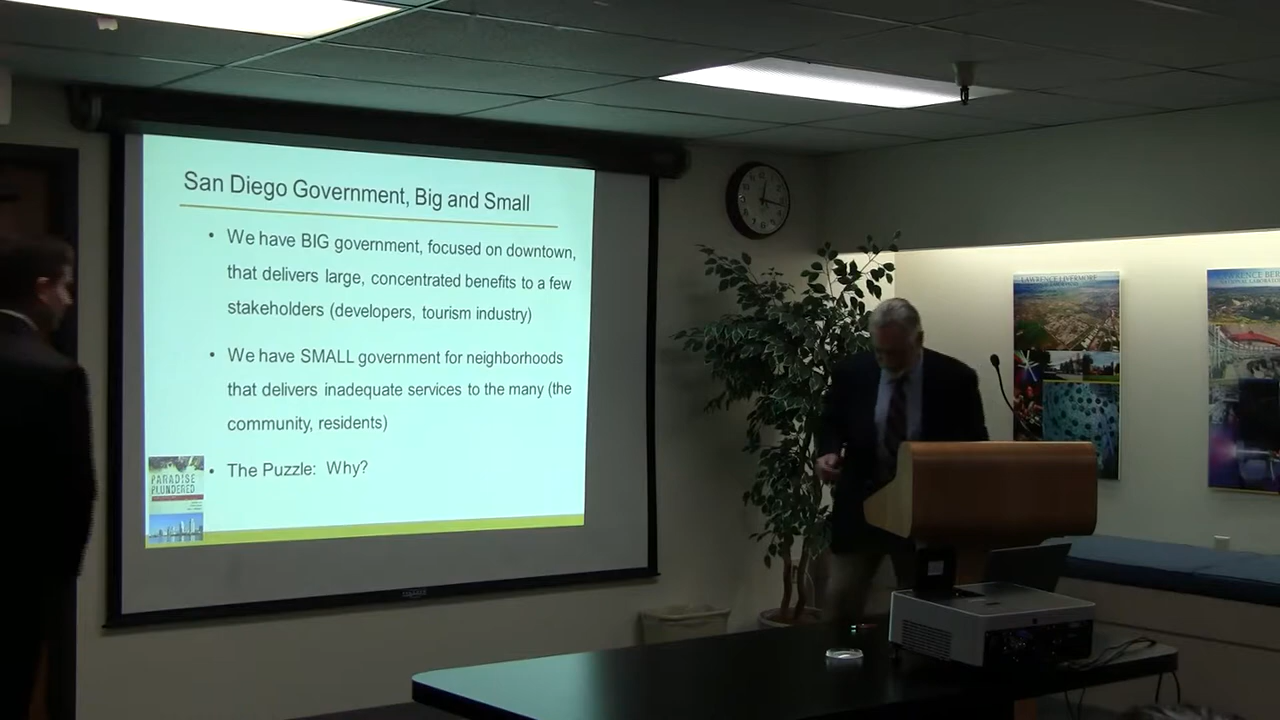 San Diego Government, Big and Small
• We have BIG government, focused on downtown,
that delivers large, concentrated benefits to a few
stakeholders (developers, tourism industry)
• We have SMALL government for neighborhoods
that delivers inadequate services to the many (the
community, residents)
• The Puzzle: Why?
PARADISE
PLUNDERED
LAWRENCE LIVERMORE